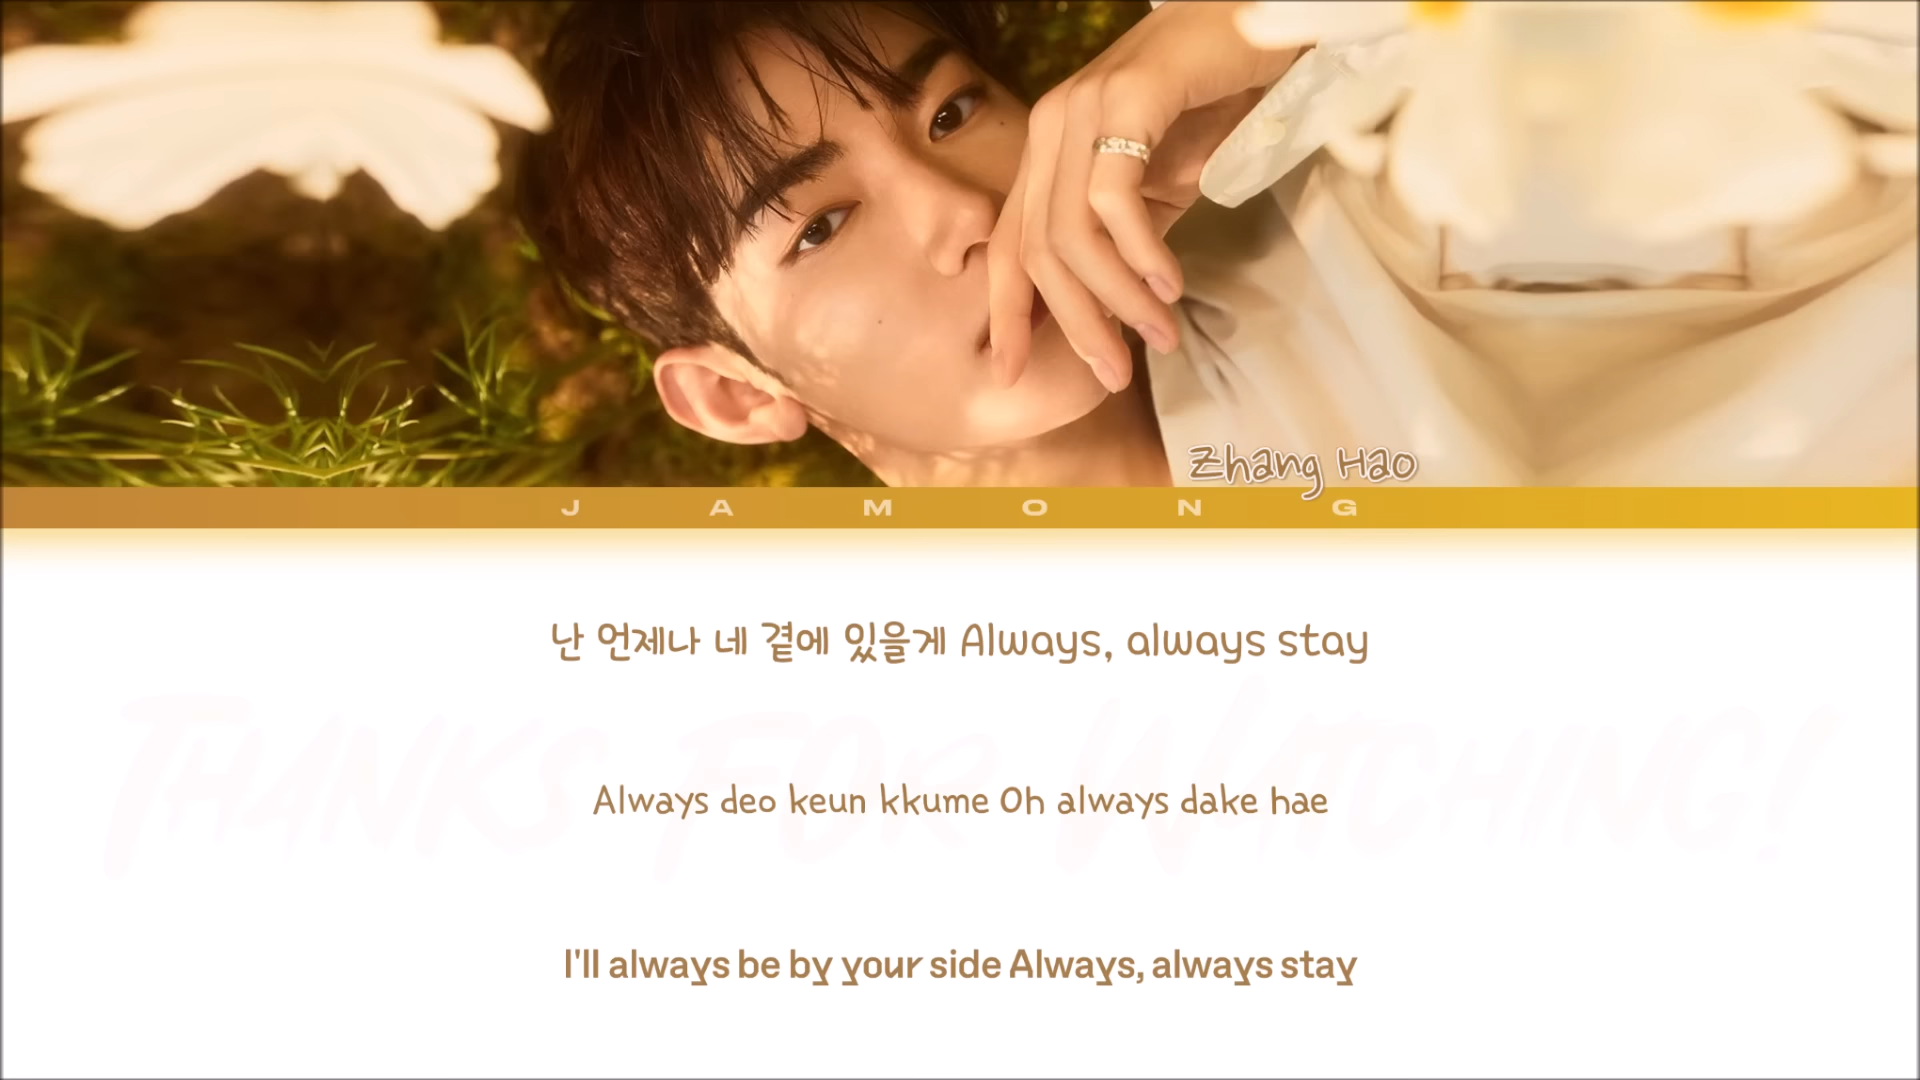 Zhang Hao
JAMONG
난 언제나 네 곁에 있을게 Always, always stay
THANKS FOR WATCHING!
Always deo keun kkume Oh always dake hae
I'll always be by your side Always, always stay